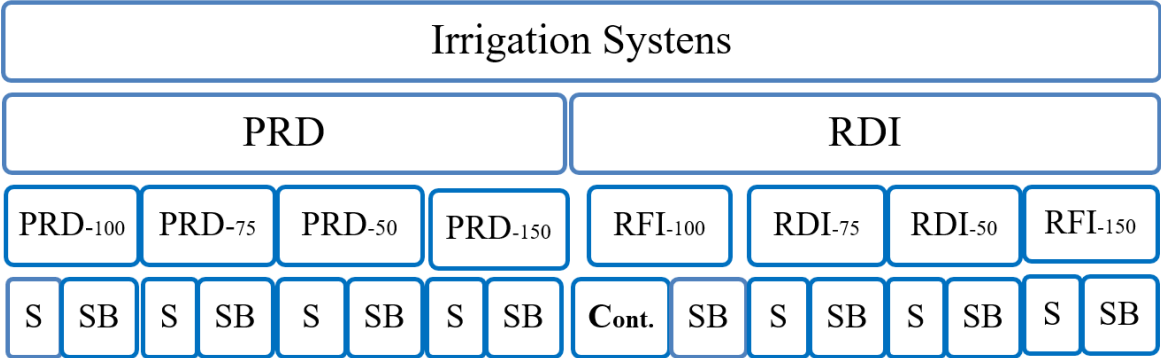 Irrigation Systens
PRD RDI
PRD-100 PRD-75 PRD-50 PRD-150 RFI-100 RDI-75 RDI-50 RFI-150
S SB S SB S SB S SB Cont. SB S SB S SB S SB